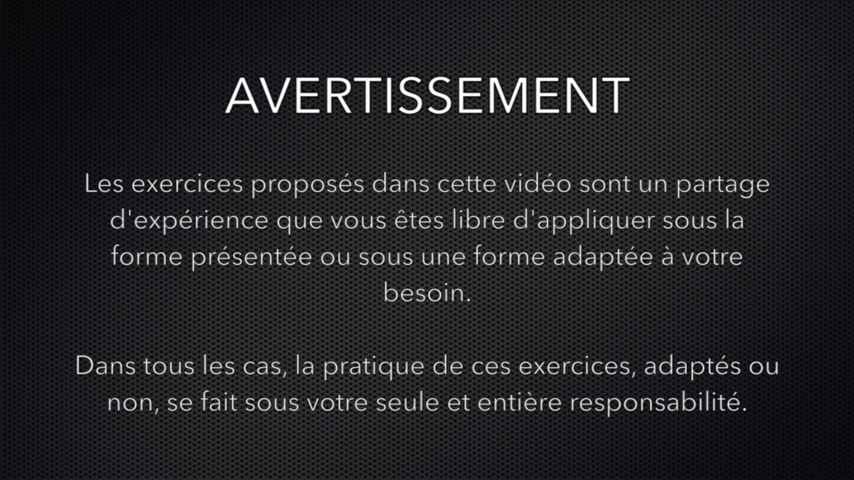 AVERTISSEMENT
Les exercices proposés dans cette vidéo sont un partage
d'expérience que vous êtes libre d'appliquer sous la
forme présentée ou sous une forme adaptée à votre
besoin.
Dans tous les cas, la pratique de ces exercices, adaptés ou
non, se fait sous votre seule et entière responsabilité.